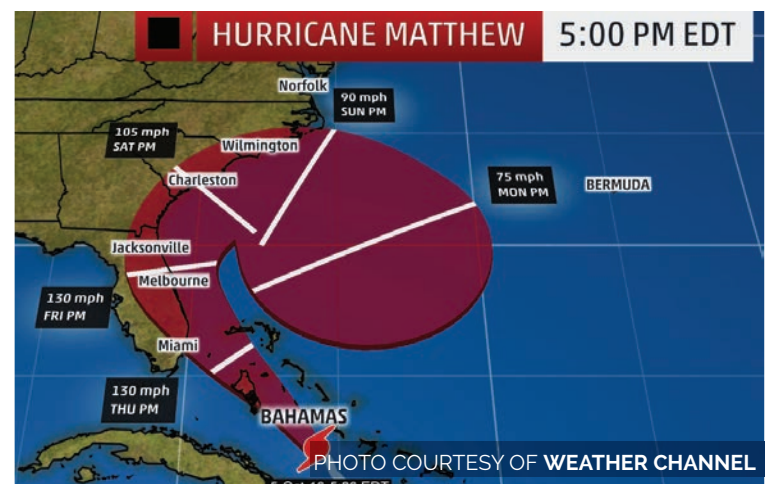 HURRICANE MATTHEW
5:00 PM EDT
Norfolk
90 mph
SUN PM
105 mph
SAT PM
Wilmington
Charleston
75 mph
MON PM
BERMUDA
Jacksonville
Melbourne
130 mph
FRI PM
Miami
130 mph
THU PM
BAHAMAS
PHOTO COURTESY OF WEATHER CHANNEL